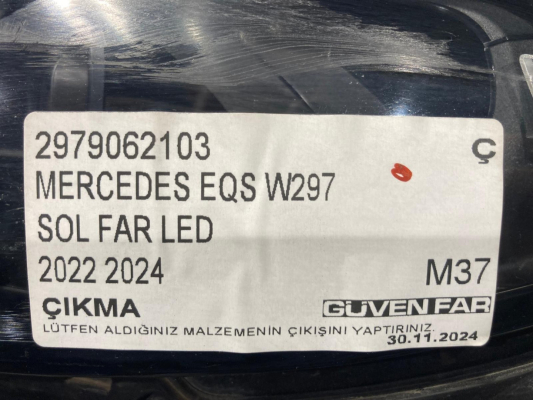 2979062103 Ç
MERCEDES EQS W297
SOL FAR LED
2022 2024 M37
ÇIKMA GÜVEN FAR
LÜTFEN ALDIĞINIZ MALZEMENİN ÇIKIŞINI YAPTIRINIZ.
30.11.2024